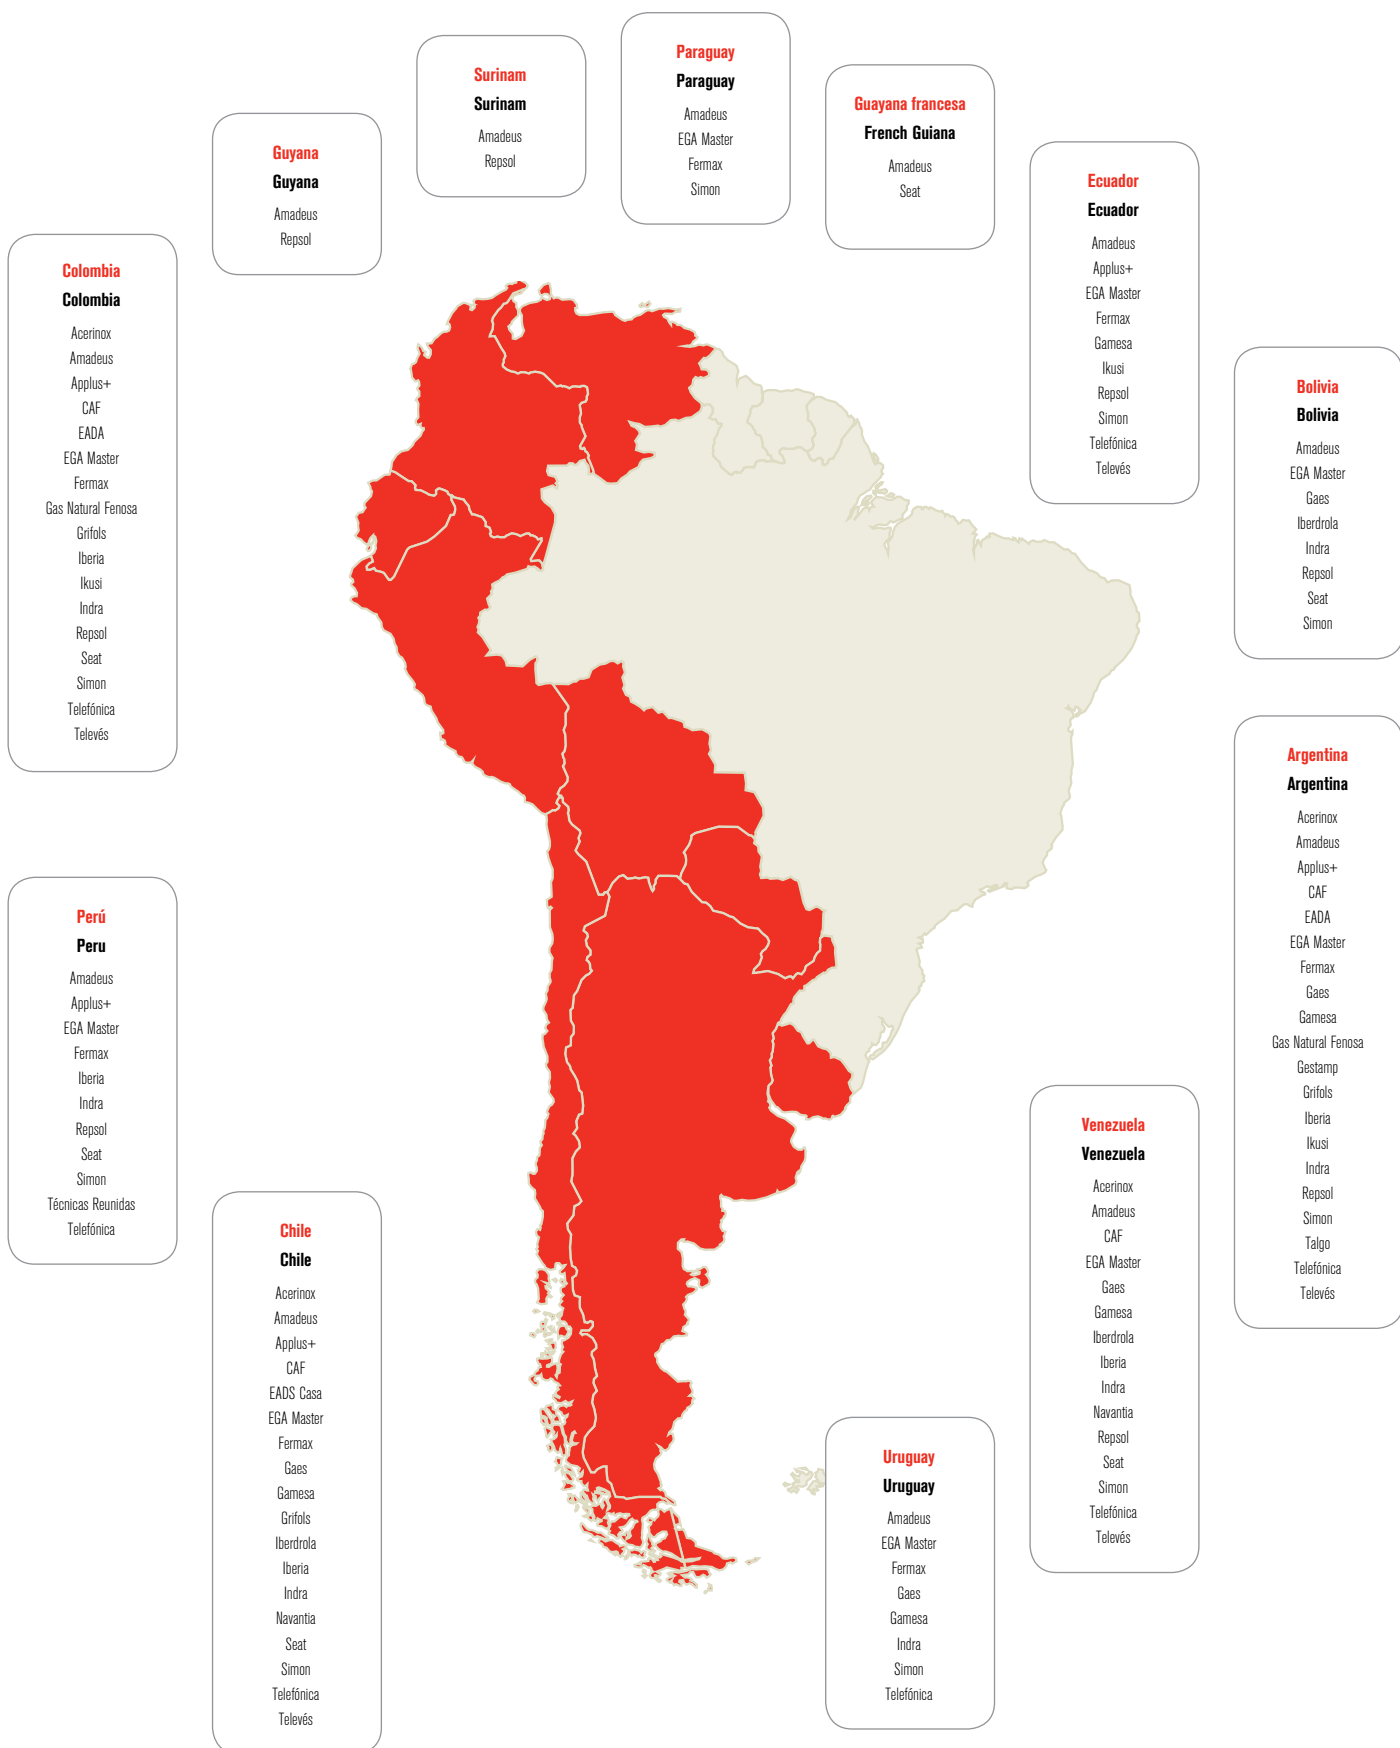 Surinam
Surinam
Amadeus
Repsol
Paraguay
Paraguay
Amadeus
EGA Master
Fermax
Simon
Guayana francesa
French Guiana
Amadeus
Seat
Guyana
Guyana
Amadeus
Repsol
Ecuador
Ecuador
Amadeus
Applus+
EGA Master
Fermax
Gamesa
Ikusi
Repsol
Simon
Telefónica
Televés
Colombia
Colombia
Acerinox
Amadeus
Applus+
CAF
EADA
EGA Master
Fermax
Gas Natural Fenosa
Grifols
Iberia
Ikusi
Indra
Repsol
Seat
Simon
Telefónica
Televés
Bolivia
Bolivia
Amadeus
EGA Master
Gaes
Iberdrola
Indra
Repsol
Seat
Simon
Argentina
Argentina
Acerinox
Amadeus
Applus+
CAF
EADA
EGA Master
Fermax
Gaes
Gamesa
Gas Natural Fenosa
Gestamp
Grifols
Iberia
Ikusi
Indra
Repsol
Simon
Talgo
Telefónica
Televés
Perú
Peru
Amadeus
Applus+
EGA Master
Fermax
Iberia
Indra
Repsol
Seat
Simon
Técnicas Reunidas
Telefónica
Venezuela
Venezuela
Acerinox
Amadeus
CAF
EGA Master
Gaes
Gamesa
Iberdrola
Iberia
Indra
Navantia
Repsol
Seat
Simon
Telefónica
Televés
Chile
Chile
Acerinox
Amadeus
Applus+
CAF
EADS Casa
EGA Master
Fermax
Gaes
Gamesa
Grifols
Iberdrola
Iberia
Indra
Navantia
Seat
Simon
Telefónica
Televés
Uruguay
Uruguay
Amadeus
EGA Master
Fermax
Gaes
Gamesa
Indra
Simon
Telefónica